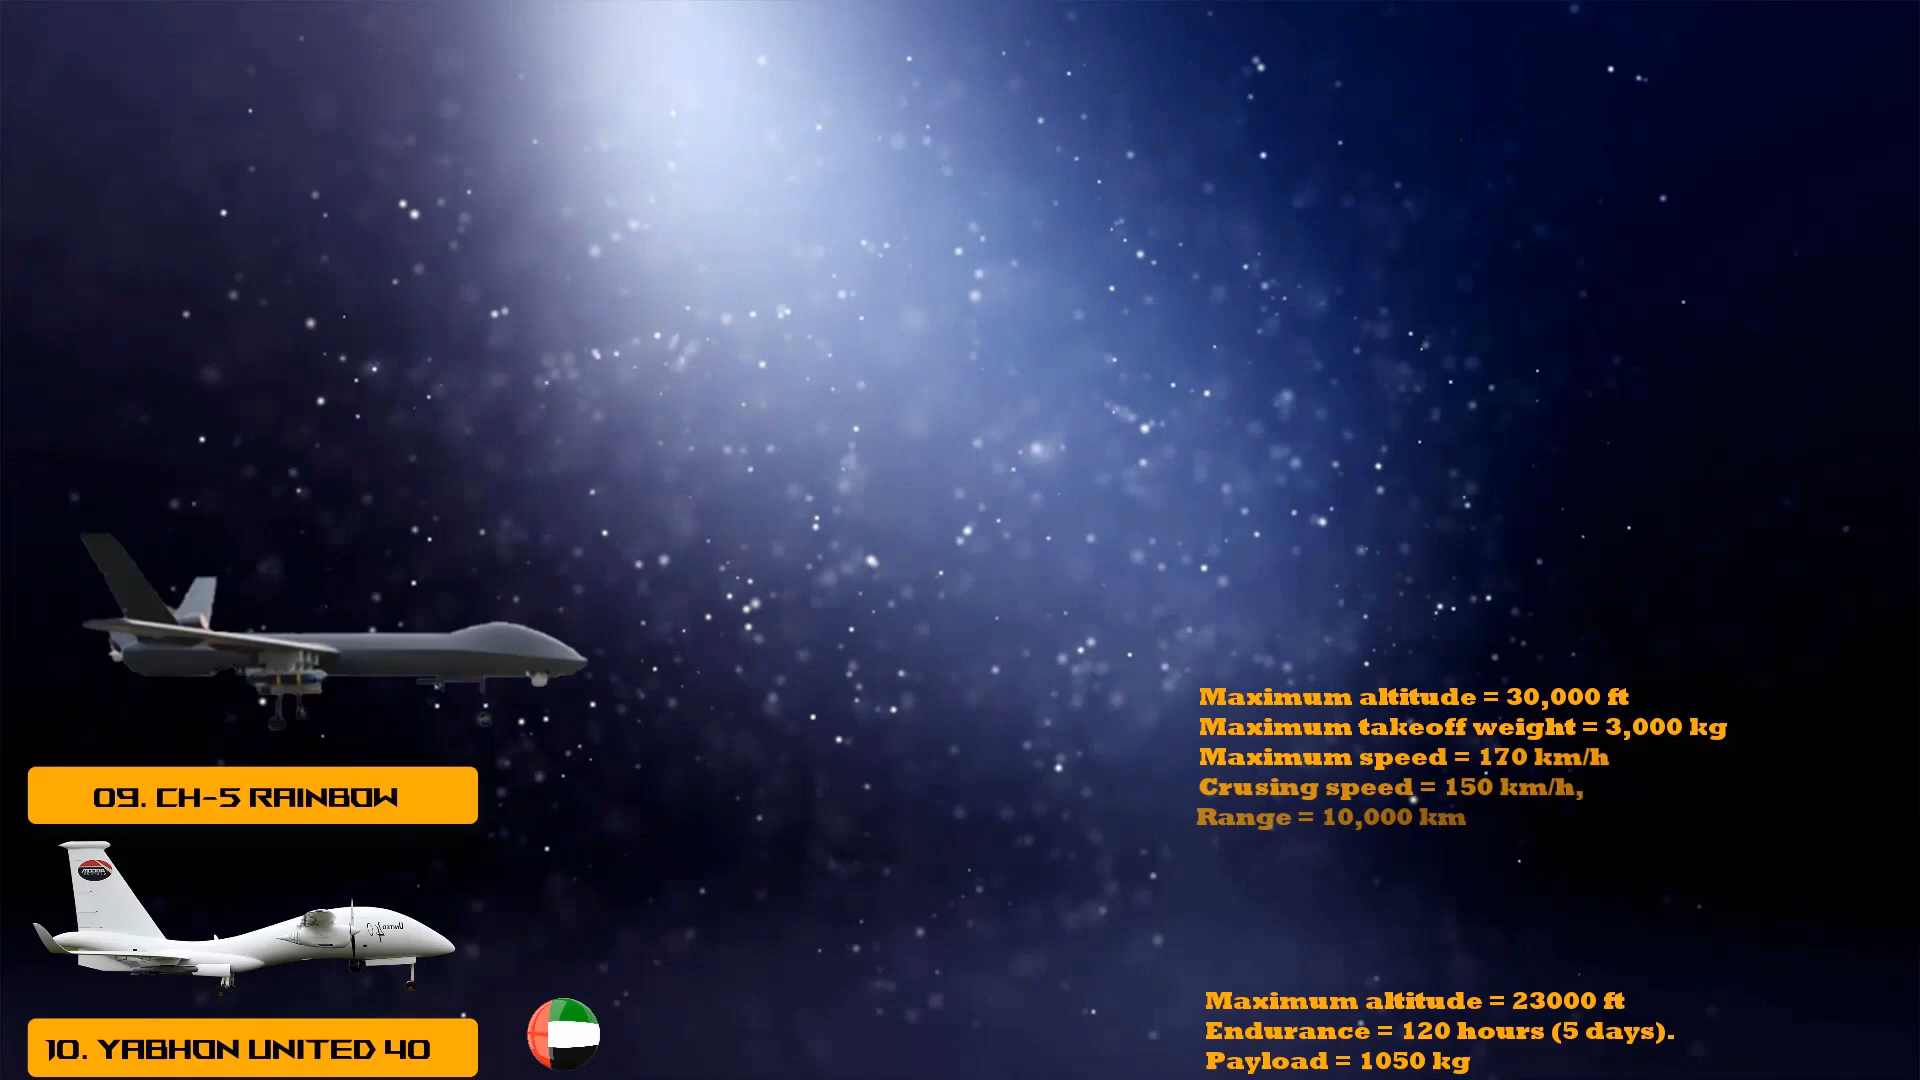 Maximum altitude = 30,000 ft
Maximum takeoff weight = 3,000 kg
Maximum speed = 170 km/h
Crusing speed = 150 km/h,
Range = 10,000 km
09. CH-5 RAINBOW
Maximum altitude = 23000 ft
Endurance = 120 hours (5 days).
Payload = 1050 kg
10. YABHON UNITED 40